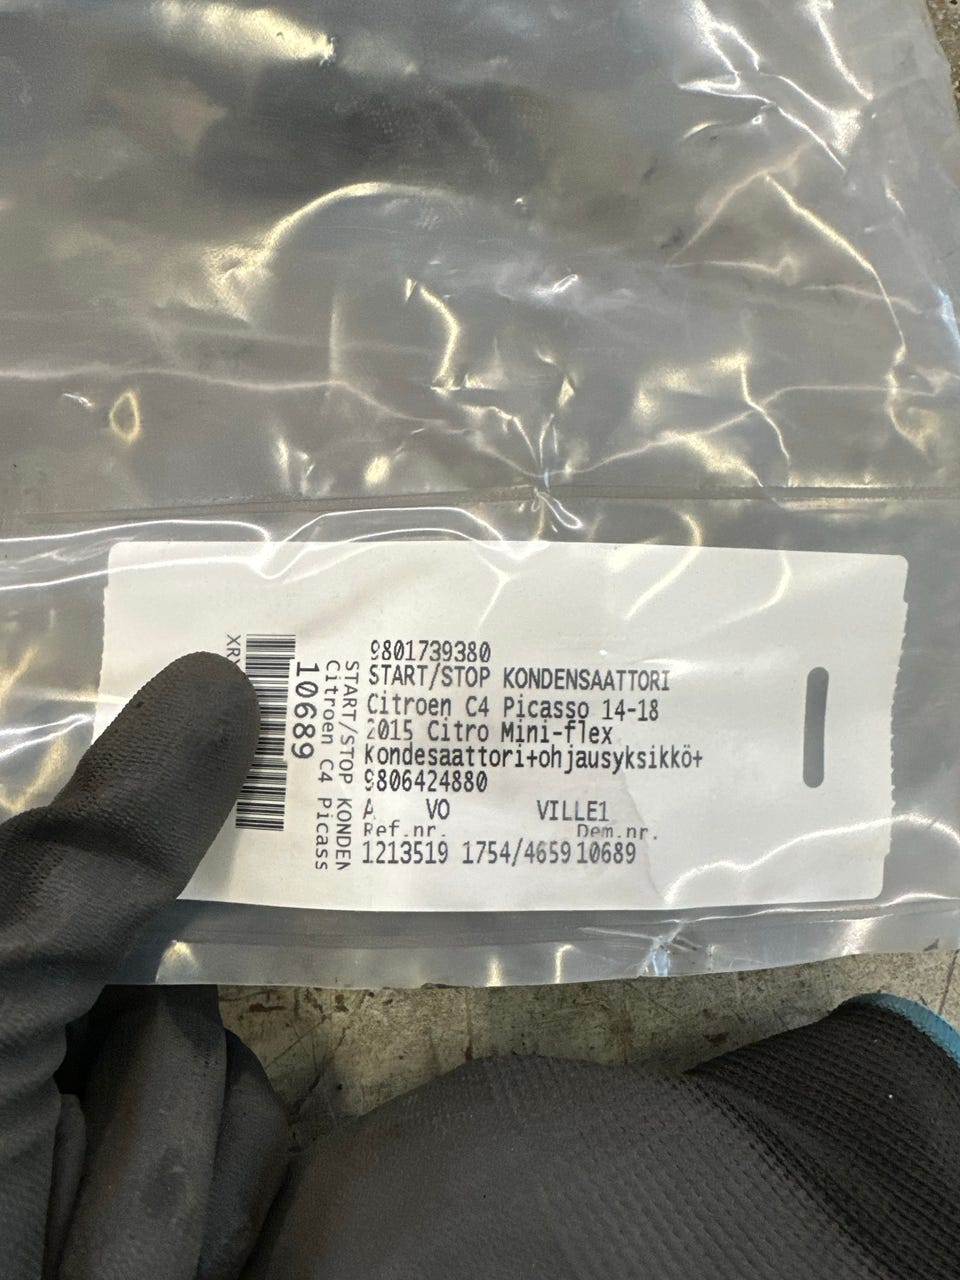 9801739380
START/STOP KONDENSAATTORI
Citroen C4 Picasso 14-18
2015 Citro Mini-flex
Kondesaattori+ohjausyksikkö+
9806424880
A VO VILLE1
Ref.nr. Dem.nr.
1213519 1754/4659 10689
START/STOP KONDEN
Citroen C4 Picass
10689